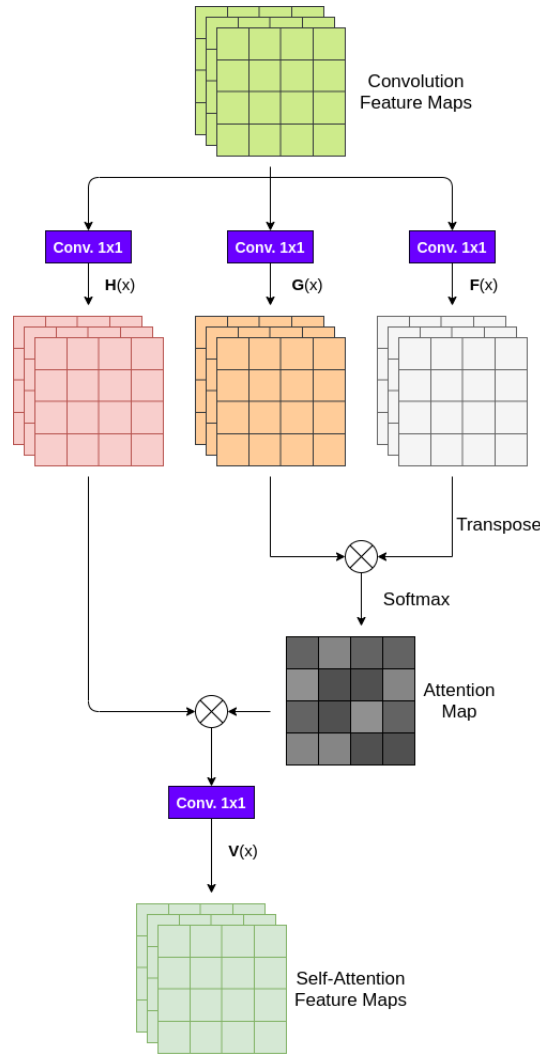 Convolution
Feature Maps
Conv. 1x1
Conv. 1x1
Conv. 1x1
H(x)
G(x)
F(x)
Transpose
Softmax
Attention
Map
Conv. 1x1
V(x)
Self-Attention
Feature Maps